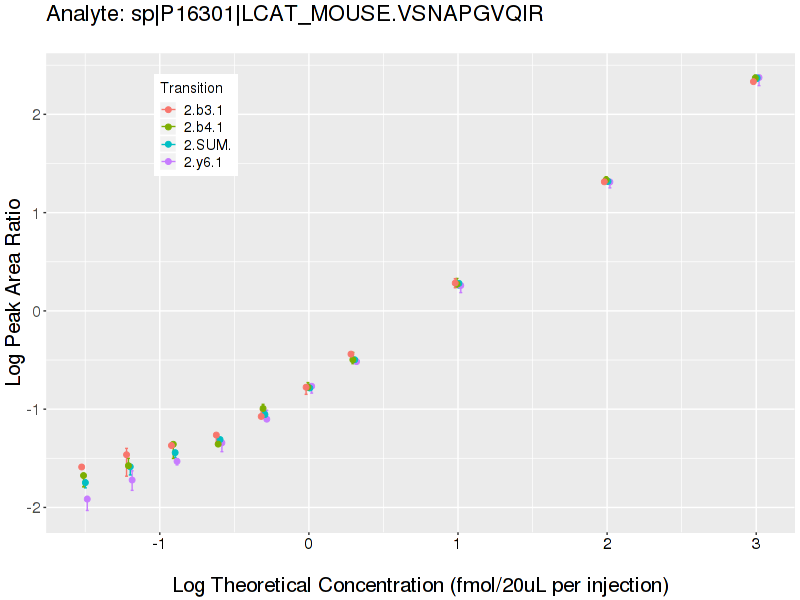 Analyte: sp|P16301|LCAT_MOUSE.VSNAPGVQIR
Transition
2.b3.1
2.b4.1
2.SUM.
2.y6.1
Log Peak Area Ratio
2
1
0
-1
-2
-1 0 1 2 3
Log Theoretical Concentration (fmol/20uL per injection)